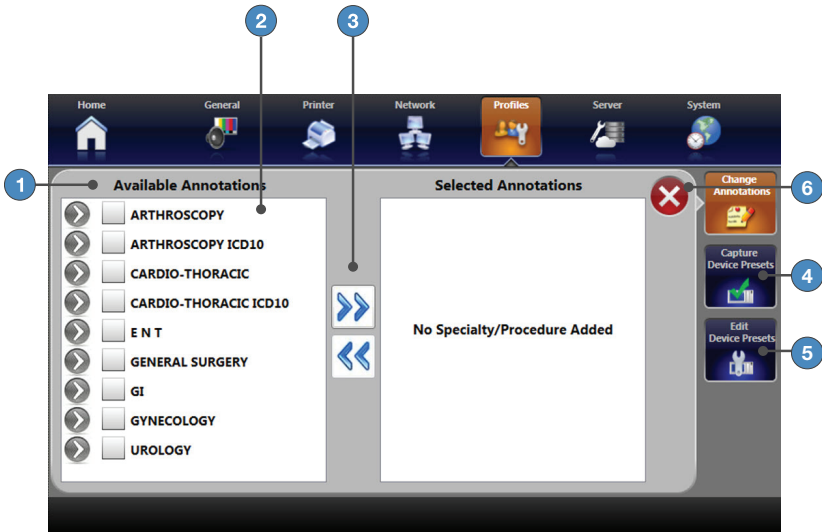 2
3
Home
General
Printer
Network
Profiles
Server
System
1
Available Annotations
Selected Annotations
Change
Annotations
6
ARTHROSCOPY
ARTHROSCOPY ICD10
CARDIO-THORACIC
CARDIO-THORACIC ICD10
E N T
GENERAL SURGERY
GI
GYNECOLOGY
UROLOGY
No Specialty/Procedure Added
Capture
Device Presets
4
Edit
Device Presets
5